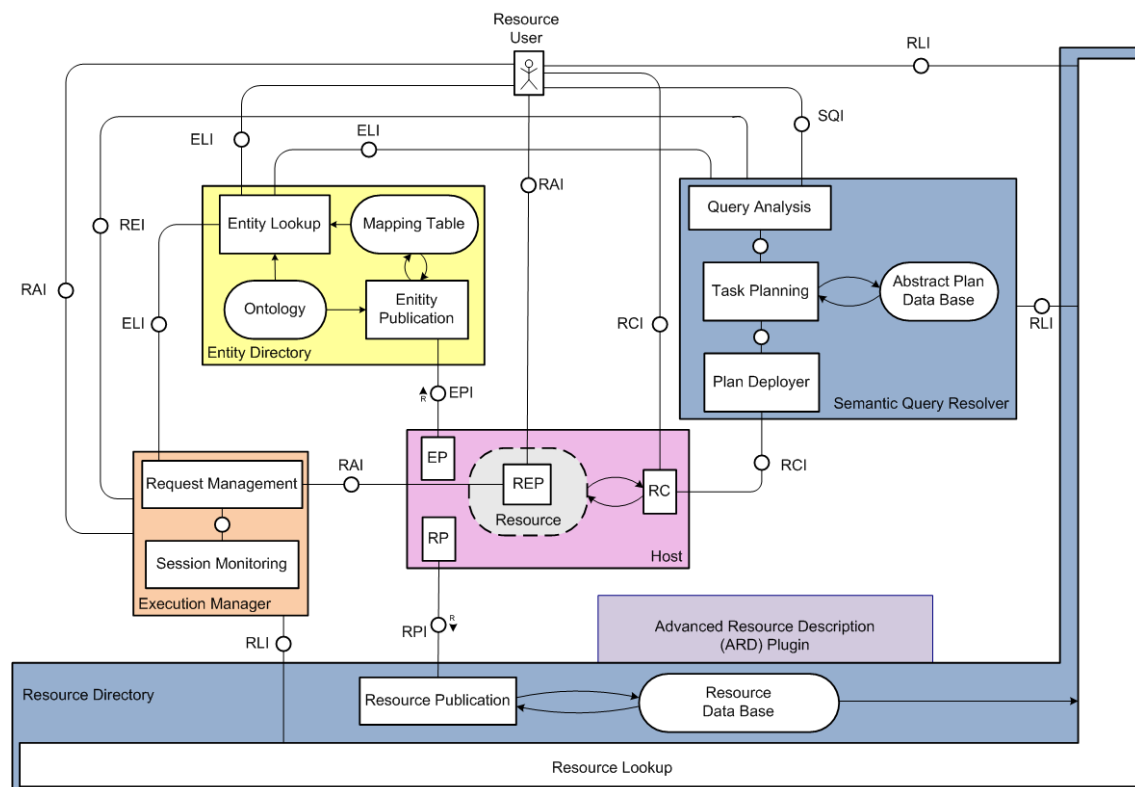 Resource
User
RLI
SQI
ELI
ELI
RAI
REI
RAI
ELI
RCI
RLI
Entity Lookup
Mapping Table
Ontology
Enitity
Publication
Entity Directory
Query Analysis
Task Planning
Abstract Plan
Data Base
Plan Deployer
Semantic Query Resolver
R
EPI
RCI
EP
RAI
REP
RC
Resource
RP
Host
Request Management
Session Monitoring
Execution Manager
RLI
RPI
R
Advanced Resource Description
(ARD) Plugin
Resource Directory
Resource Publication
Resource
Data Base
Resource Lookup